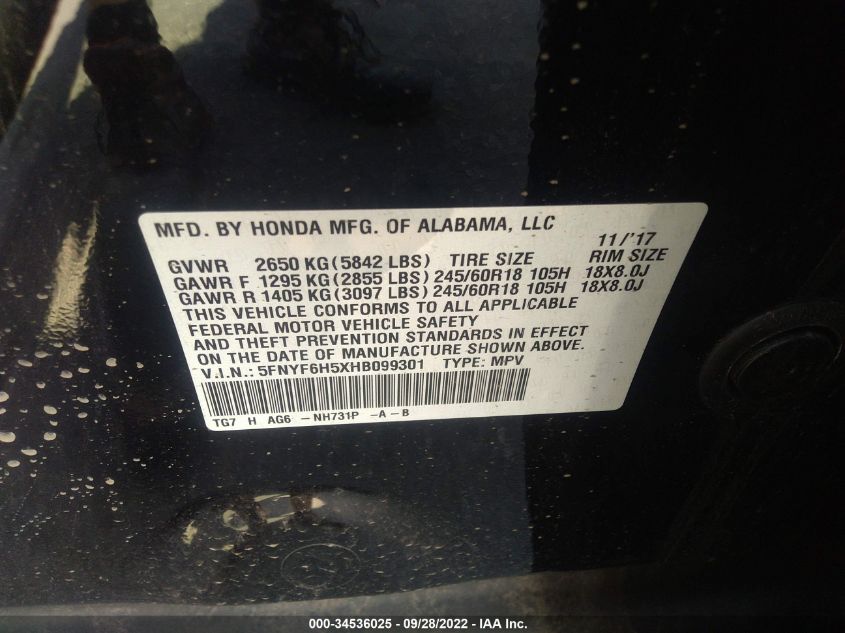 MFD. BY HONDA MFG. OF ALABAMA, LLC
11/'17
GVWR 2650 KG(5842 LBS) TIRE SIZE RIM SIZE
GAWR F 1295 KG(2855 LBS)245/60R18 105H 18X8.0J
GAWR R 1405 KG(3097 LBS)245/60R18 105H 18X8.0J
THIS VEHICLE CONFORMS TO ALL APPLICABLE
FEDERAL MOTOR VEHICLE SAFETY
AND THEFT PREVENTION STANDARDS IN EFFECT
ON THE DATE OF MANUFACTURE SHOWN ABOVE.
V.I.N.: 5FNYF6H5XHB099301 TYPE: MPV
TG7 H AG6 -NH731P -A-B
000-34536025 - 09/28/2022 - IAA Inc.